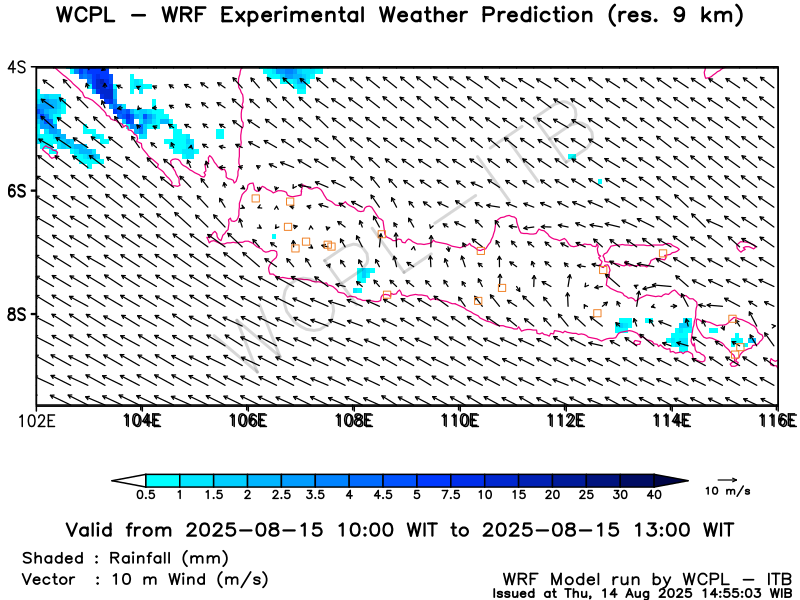 WCPL – WRF Experimental Weather Prediction (res. 9 km)
4S
6S
8S
WCPL–ITB
102E 104E 106E 108E 110E 112E 114E 116E
0.5 1 1.5 2 2.5 3.5 4 4.5 5 7.5 10 15 20 25 30 40
10 m/s
Valid from 2025–08–15 10:00 WIT to 2025–08–15 13:00 WIT
Shaded : Rainfall (mm)
Vector : 10 m Wind (m/s)
WRF Model run by WCPL – ITB
Issued at Thu, 14 Aug 2025 14:55:03 WIB